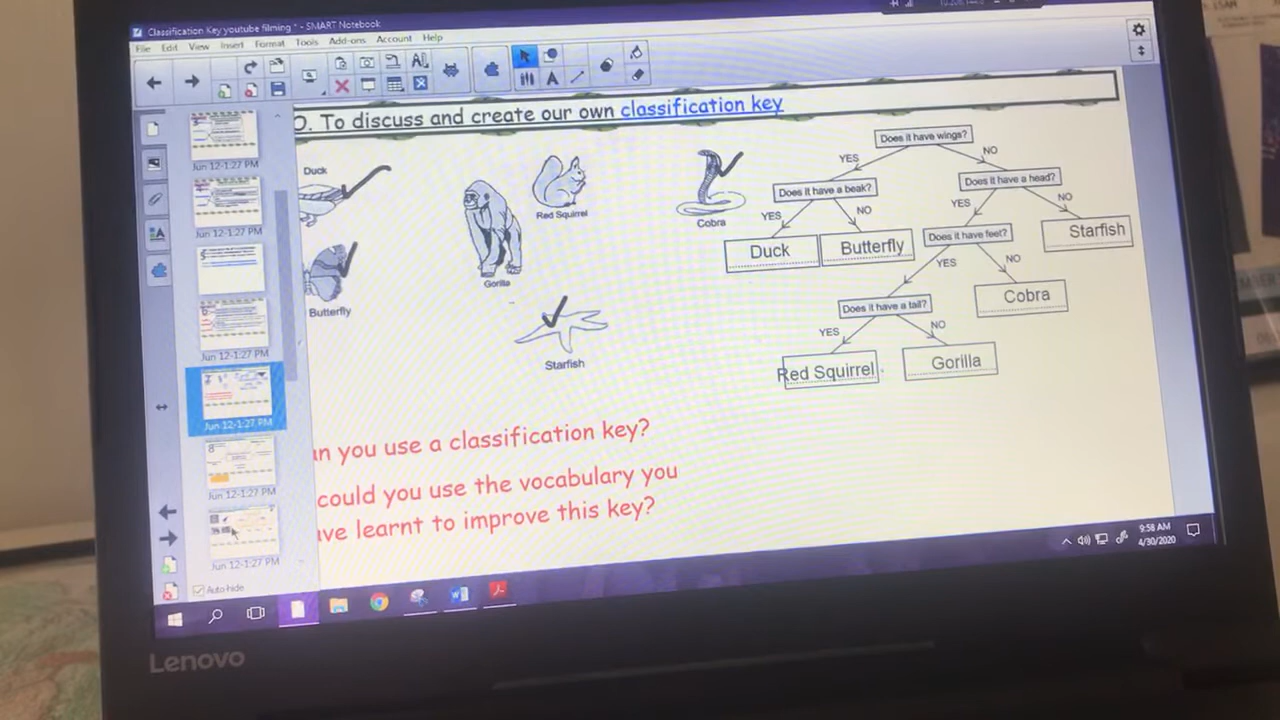 Classification Key youtube filming * - SMART Notebook
File Edit View Insert Format Tools Add-ons Account Help
O. To discuss and create our own classification key
Duck
Red Squirrel
Gorilla
Cobra
Butterfly
Starfish
Does it have wings?
YES
NO
Does it have a beak?
Does it have a head?
YES
NO
YES
NO
Duck
Butterfly
Does it have feet?
Starfish
YES
NO
Does it have a tail?
Cobra
YES
NO
Red Squirrel
Gorilla
an you use a classification key?
could you use the vocabulary you
ave learnt to improve this key?
Jun 12-1:27 PM
Jun 12-1:27 PM
Jun 12-1:27 PM
Jun 12-1:27 PM
Jun 12-1:27 PM
Jun 12-1:27 PM
Auto-hide
9:58 AM
4/30/2020
Lenovo